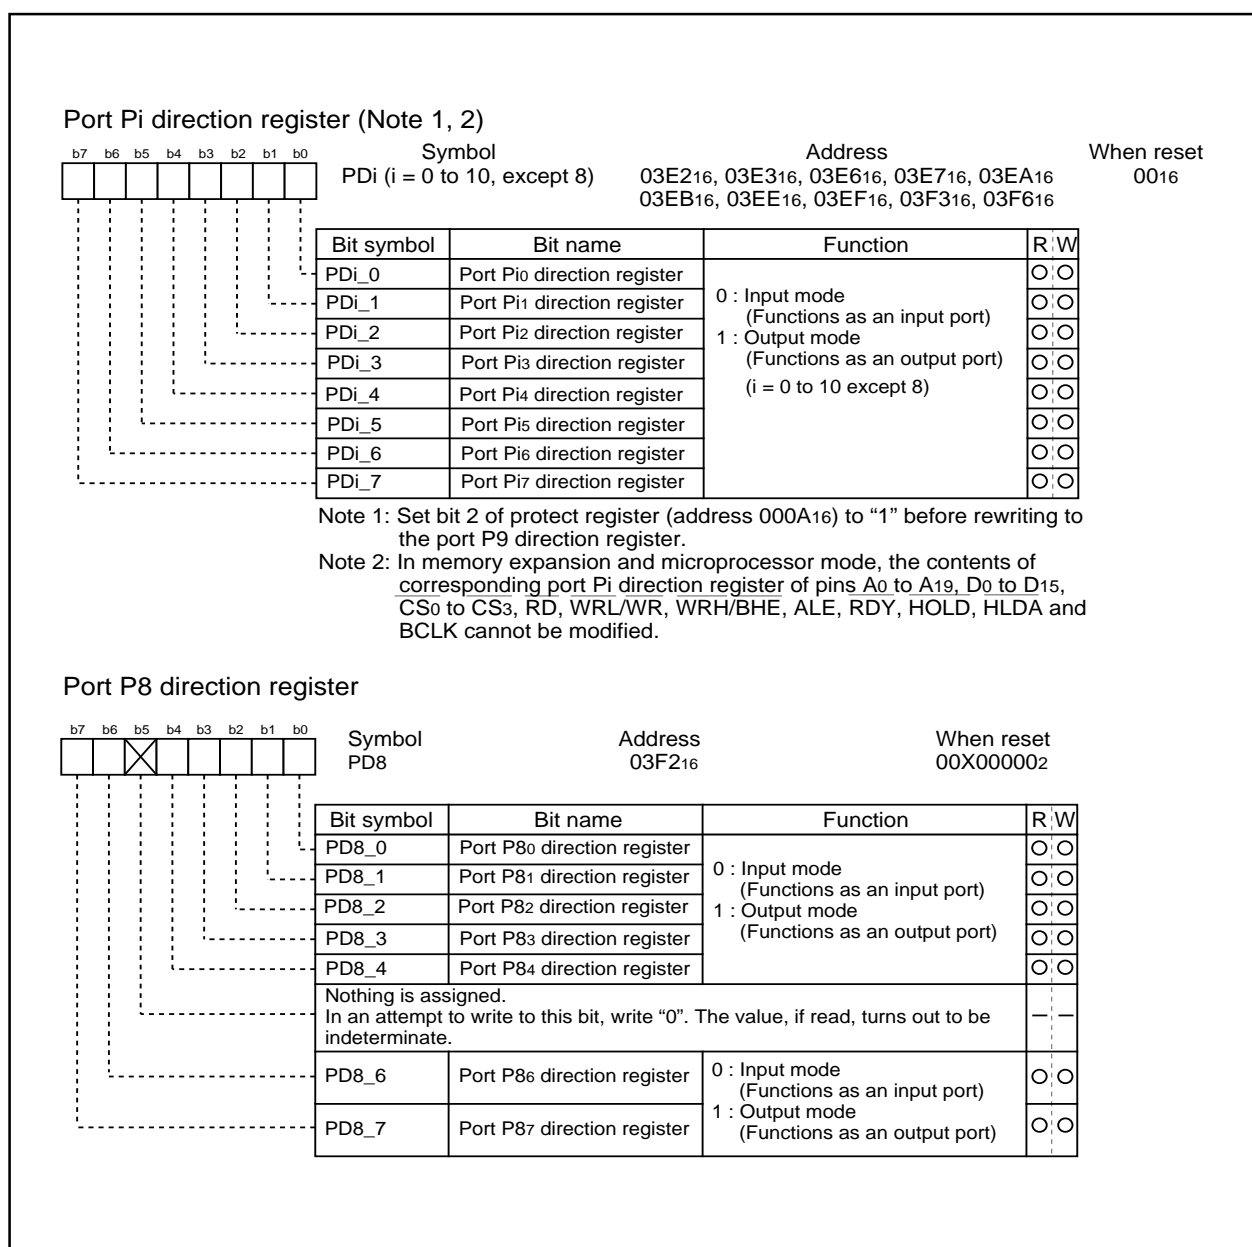 Port Pi direction register (Note 1, 2)
b7 b6 b5 b4 b3 b2 b1 b0
Symbol Address When reset
PDi (i = 0 to 10, except 8) 03E216, 03E316, 03E616, 03E716, 03EA16 0016
03EB16, 03EE16, 03EF16, 03F316, 03F616
Bit symbol Bit name Function R W
PDi_0 Port Pi0 direction register
PDi_1 Port Pi1 direction register
PDi_2 Port Pi2 direction register
PDi_3 Port Pi3 direction register
PDi_4 Port Pi4 direction register
PDi_5 Port Pi5 direction register
PDi_6 Port Pi6 direction register
PDi_7 Port Pi7 direction register
0 : Input mode
(Functions as an input port)
1 : Output mode
(Functions as an output port)
(i = 0 to 10 except 8)
Note 1: Set bit 2 of protect register (address 000A16) to “1” before rewriting to
the port P9 direction register.
Note 2: In memory expansion and microprocessor mode, the contents of
corresponding port Pi direction register of pins A0 to A19, D0 to D15,
CS0 to CS3, RD, WRL/WR, WRH/BHE, ALE, RDY, HOLD, HLDA and
BCLK cannot be modified.
Port P8 direction register
b7 b6 b5 b4 b3 b2 b1 b0
Symbol Address When reset
PD8 03F216 00X000002
Bit symbol Bit name Function R W
PD8_0 Port P80 direction register
PD8_1 Port P81 direction register
PD8_2 Port P82 direction register
PD8_3 Port P83 direction register
PD8_4 Port P84 direction register
0 : Input mode
(Functions as an input port)
1 : Output mode
(Functions as an output port)
Nothing is assigned.
In an attempt to write to this bit, write “0”. The value, if read, turns out to be
indeterminate.
PD8_6 Port P86 direction register
PD8_7 Port P87 direction register
0 : Input mode
(Functions as an input port)
1 : Output mode
(Functions as an output port)